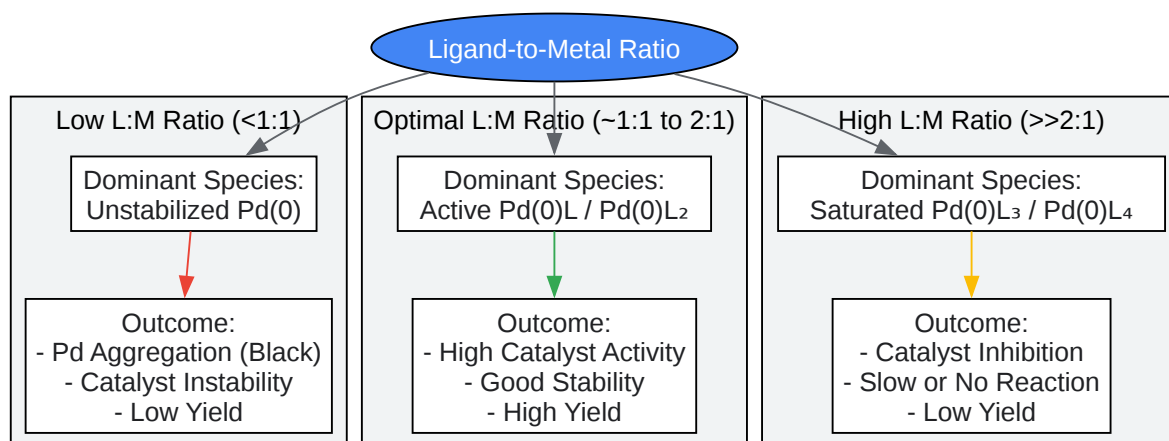 Ligand-to-Metal Ratio
Low L:M Ratio (<1:1)
Dominant Species:
Unstabilized Pd(0)
Outcome:
- Pd Aggregation (Black)
- Catalyst Instability
- Low Yield
Optimal L:M Ratio (~1:1 to 2:1)
Dominant Species:
Active Pd(0)L / Pd(0)L₂
Outcome:
- High Catalyst Activity
- Good Stability
- High Yield
High L:M Ratio (>>2:1)
Dominant Species:
Saturated Pd(0)L₃ / Pd(0)L₄
Outcome:
- Catalyst Inhibition
- Slow or No Reaction
- Low Yield